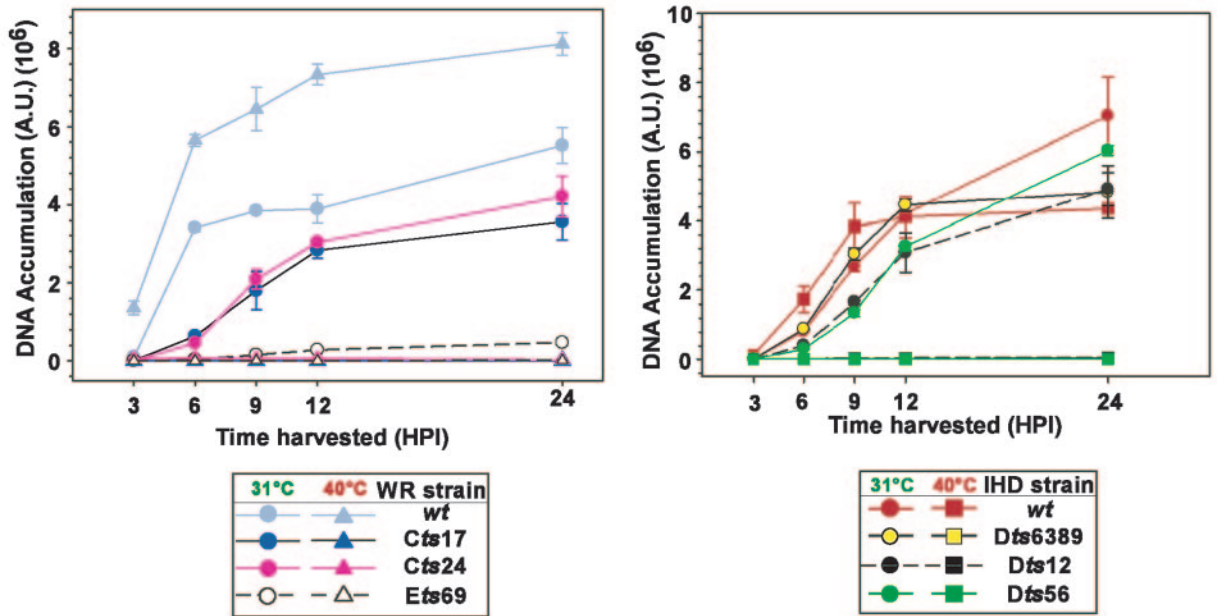 DNA Accumulation (A.U.) (10⁶)
8
6
4
2
0
3 6 9 12 24
Time harvested (HPI)
31°C 40°C WR strain
wt
Cts17
Cts24
Ets69
DNA Accumulation (A.U.) (10⁶)
10
8
6
4
2
0
3 6 9 12 24
Time harvested (HPI)
31°C 40°C IHD strain
wt
Dts6389
Dts12
Dts56